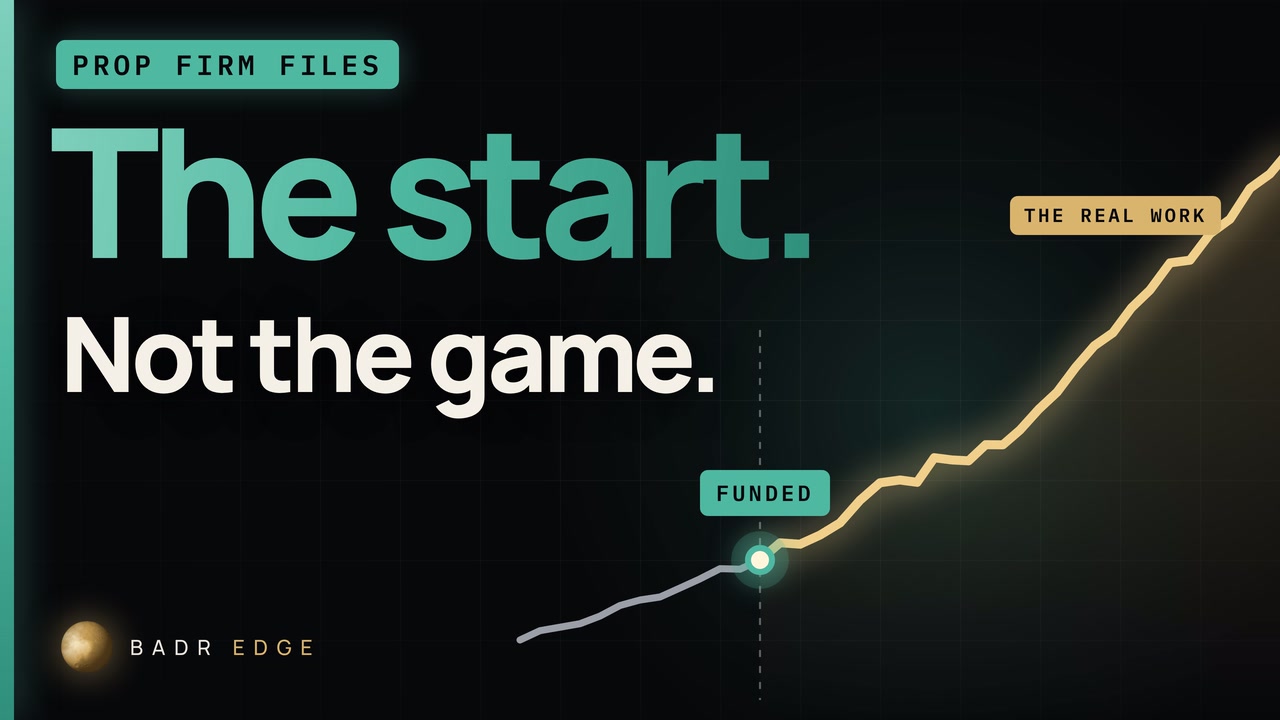 PROP FIRM FILES
The start.
Not the game.
THE REAL WORK
FUNDED
BADR EDGE